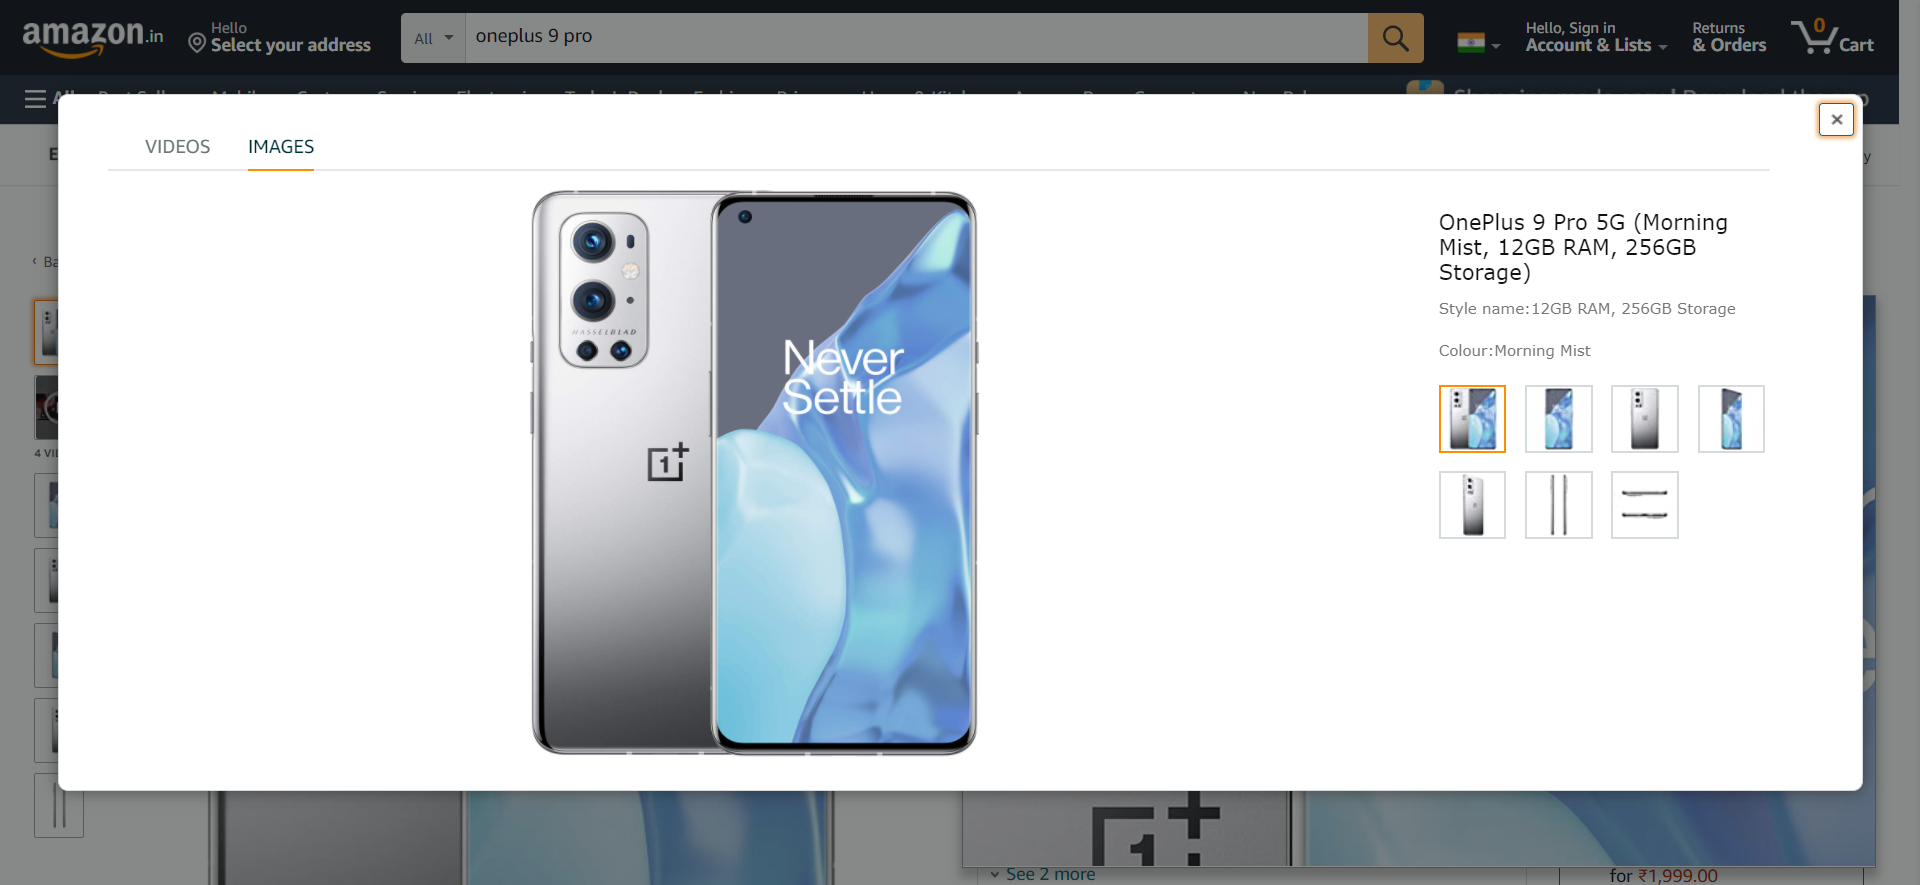 amazon.in
Hello
Select your address
All
oneplus 9 pro
Hello, Sign in
Account & Lists
Returns
& Orders
0
Cart
VIDEOS
IMAGES
×
HASSELBLAD
Never
Settle
1+
OnePlus 9 Pro 5G (Morning
Mist, 12GB RAM, 256GB
Storage)
Style name:12GB RAM, 256GB Storage
Colour:Morning Mist
‹ Ba
4 VI
See 2 more
for ₹1,999.00